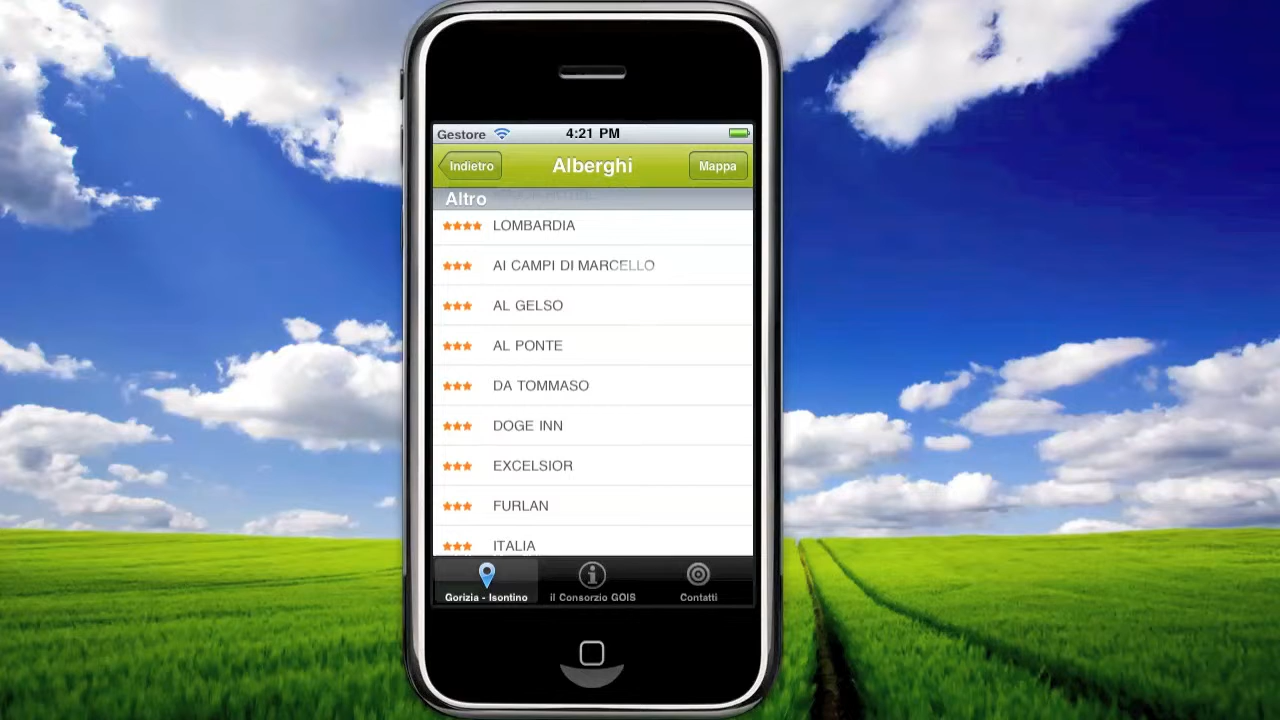 Gestore 4:21 PM
Indietro Alberghi Mappa
Altro
LOMBARDIA
AI CAMPI DI MARCELLO
AL GELSO
AL PONTE
DA TOMMASO
DOGE INN
EXCELSIOR
FURLAN
ITALIA
Gorizia - Isontino il Consorzio GOIS Contatti